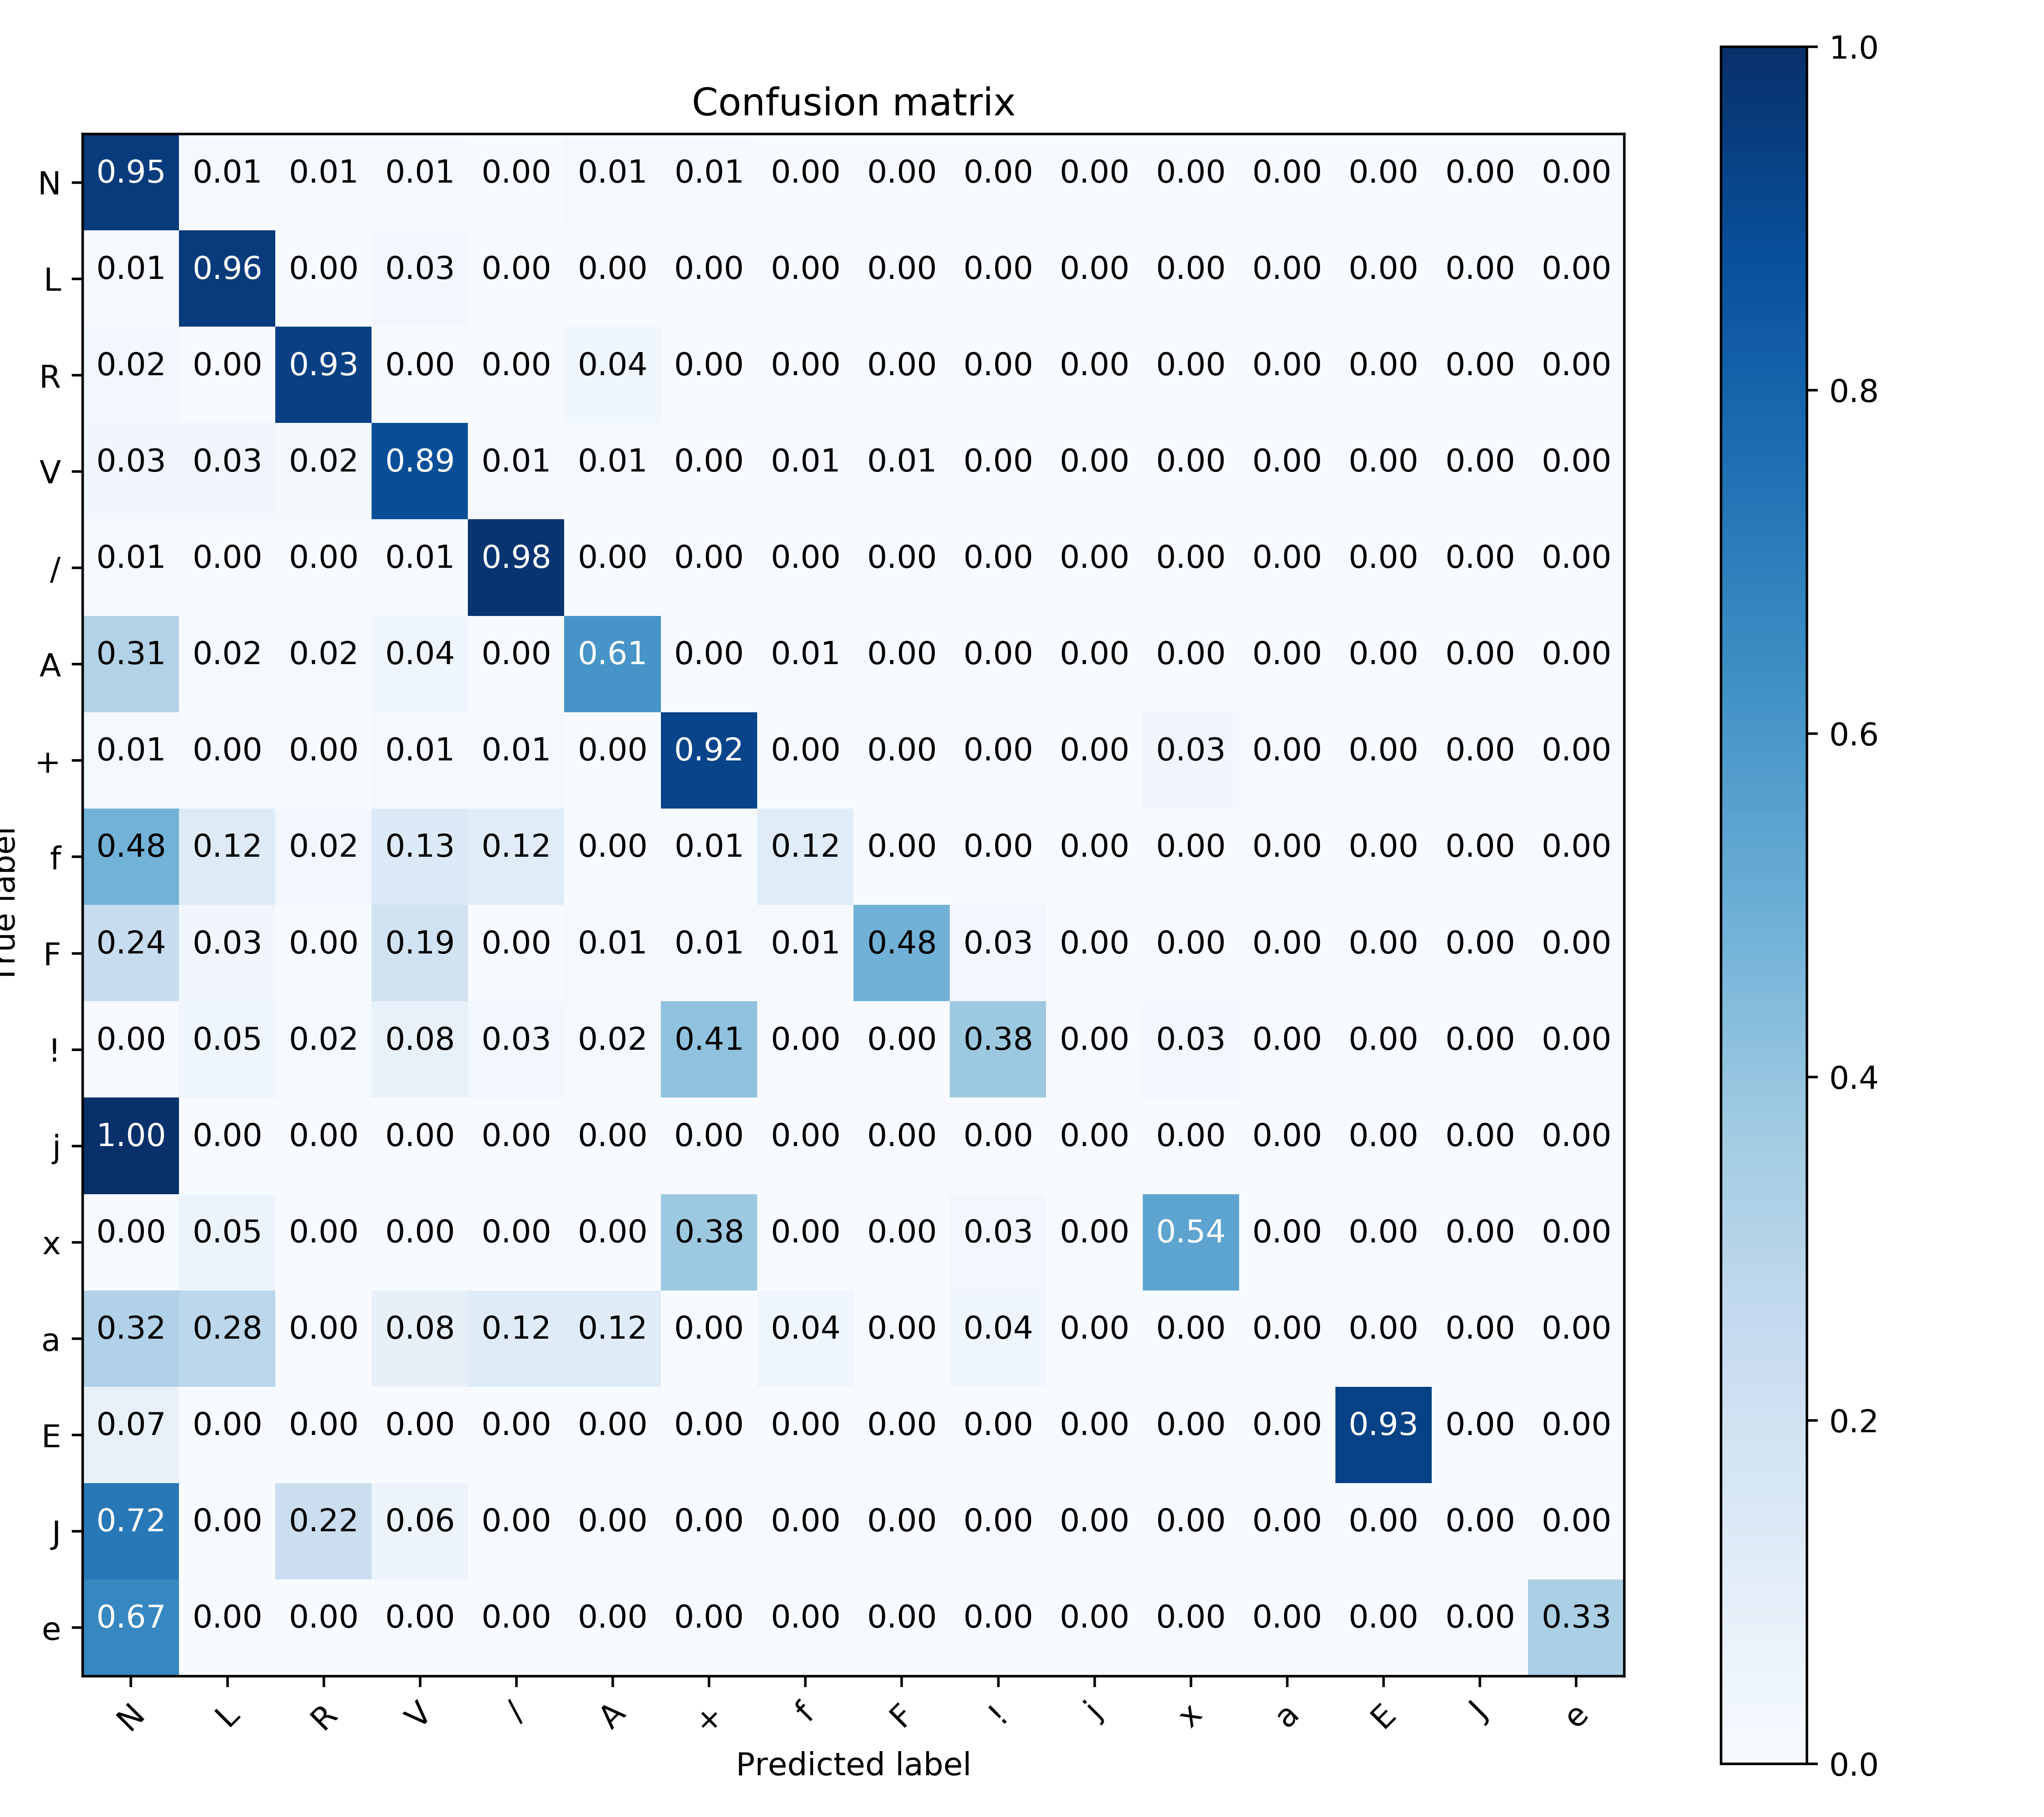 Confusion matrix
1.0
N 0.95 0.01 0.01 0.01 0.00 0.01 0.01 0.00 0.00 0.00 0.00 0.00 0.00 0.00 0.00 0.00
L 0.01 0.96 0.00 0.03 0.00 0.00 0.00 0.00 0.00 0.00 0.00 0.00 0.00 0.00 0.00 0.00
R 0.02 0.00 0.93 0.00 0.00 0.04 0.00 0.00 0.00 0.00 0.00 0.00 0.00 0.00 0.00 0.00
0.8
V 0.03 0.03 0.02 0.89 0.01 0.01 0.00 0.01 0.01 0.00 0.00 0.00 0.00 0.00 0.00 0.00
/ 0.01 0.00 0.00 0.01 0.98 0.00 0.00 0.00 0.00 0.00 0.00 0.00 0.00 0.00 0.00 0.00
A 0.31 0.02 0.02 0.04 0.00 0.61 0.00 0.01 0.00 0.00 0.00 0.00 0.00 0.00 0.00 0.00
0.6
+ 0.01 0.00 0.00 0.01 0.01 0.00 0.92 0.00 0.00 0.00 0.00 0.03 0.00 0.00 0.00 0.00
f 0.48 0.12 0.02 0.13 0.12 0.00 0.01 0.12 0.00 0.00 0.00 0.00 0.00 0.00 0.00 0.00
True label
F 0.24 0.03 0.00 0.19 0.00 0.01 0.01 0.01 0.48 0.03 0.00 0.00 0.00 0.00 0.00 0.00
! 0.00 0.05 0.02 0.08 0.03 0.02 0.41 0.00 0.00 0.38 0.00 0.03 0.00 0.00 0.00 0.00
0.4
j 1.00 0.00 0.00 0.00 0.00 0.00 0.00 0.00 0.00 0.00 0.00 0.00 0.00 0.00 0.00 0.00
x 0.00 0.05 0.00 0.00 0.00 0.00 0.38 0.00 0.00 0.03 0.00 0.54 0.00 0.00 0.00 0.00
a 0.32 0.28 0.00 0.08 0.12 0.12 0.00 0.04 0.00 0.04 0.00 0.00 0.00 0.00 0.00 0.00
0.2
E 0.07 0.00 0.00 0.00 0.00 0.00 0.00 0.00 0.00 0.00 0.00 0.00 0.00 0.93 0.00 0.00
J 0.72 0.00 0.22 0.06 0.00 0.00 0.00 0.00 0.00 0.00 0.00 0.00 0.00 0.00 0.00 0.00
e 0.67 0.00 0.00 0.00 0.00 0.00 0.00 0.00 0.00 0.00 0.00 0.00 0.00 0.00 0.00 0.33
N L R V / A + f F ! j x a E J e
Predicted label
0.0